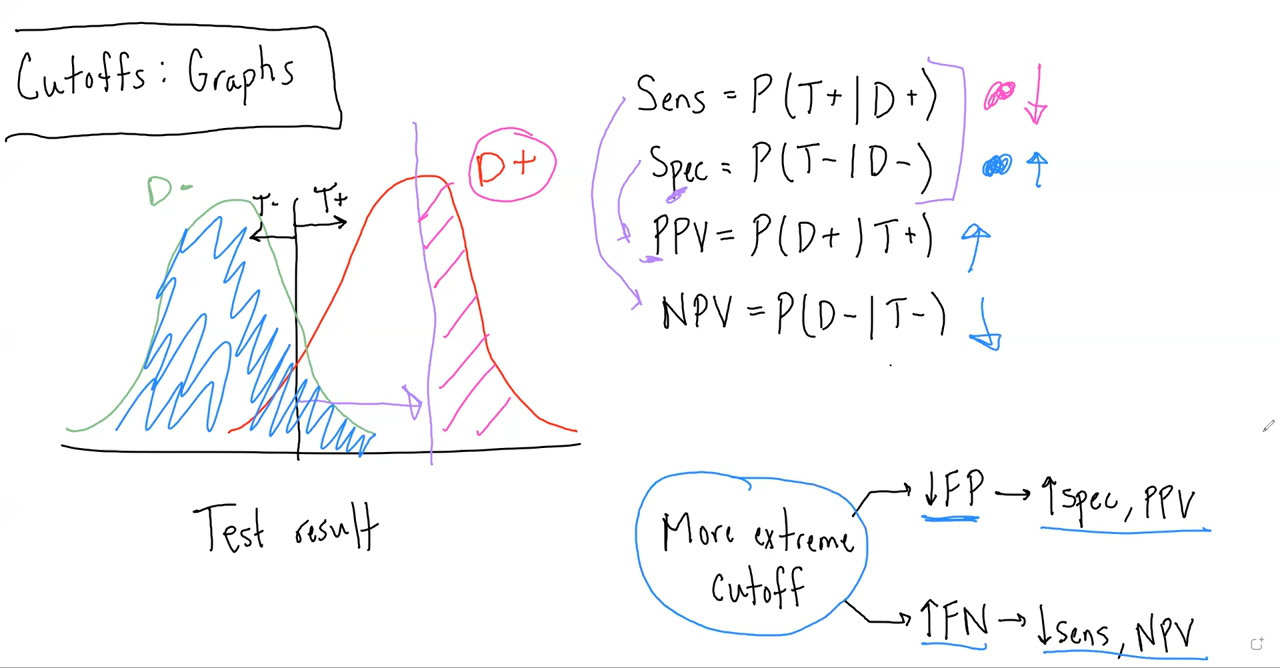 Cutoffs: Graphs
D-
T-
T+
D+
Test result
Sens = P(T+|D+) ↓
Spec = P(T-|D-) ↑
PPV = P(D+|T+) ↑
NPV = P(D-|T-) ↓
More extreme
cutoff
↓FP → ↑spec, PPV
↑FN → ↓sens, NPV